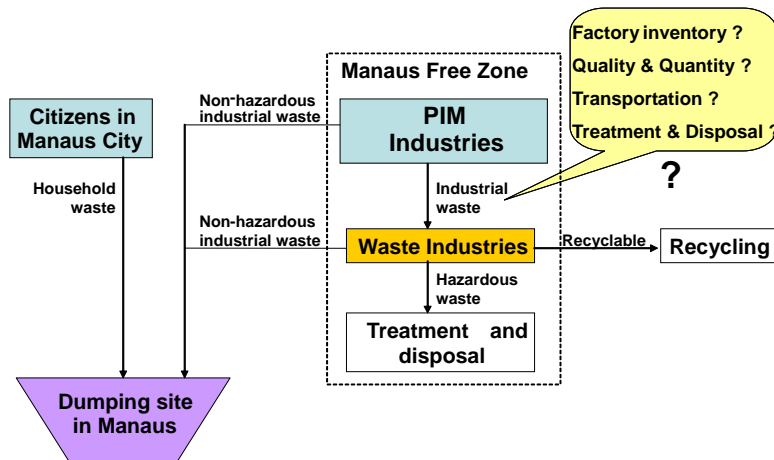 Factory inventory ?
Quality & Quantity ?
Transportation ?
Treatment & Disposal ?
?
Manaus Free Zone
Citizens in
Manaus City
Non-hazardous
industrial waste
PIM
Industries
Household
waste
Industrial
waste
Non-hazardous
industrial waste
Waste Industries
Recyclable
Recycling
Hazardous
waste
Treatment and
disposal
Dumping site
in Manaus